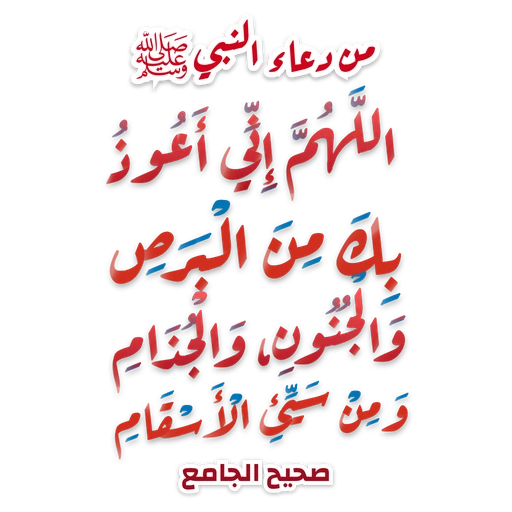 من دعاء النبي ﷺ
اللَّهُمَّ إِنِّي أَعُوذُ
بِكَ مِنَ الْبَرَصِ
وَالْجُنُونِ، وَالْجُذَامِ
وَمِنْ سَيِّئِ الْأَسْقَامِ
صحيح الجامع